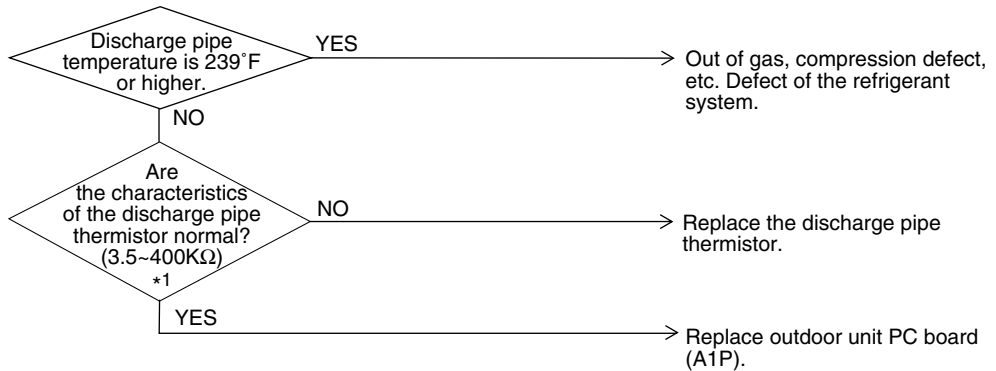 Discharge pipe
temperature is 239˚F
or higher.
YES
Out of gas, compression defect,
etc. Defect of the refrigerant
system.
NO
Are
the characteristics
of the discharge pipe
thermistor normal?
(3.5~400KΩ)
*1
NO
Replace the discharge pipe
thermistor.
YES
Replace outdoor unit PC board
(A1P).